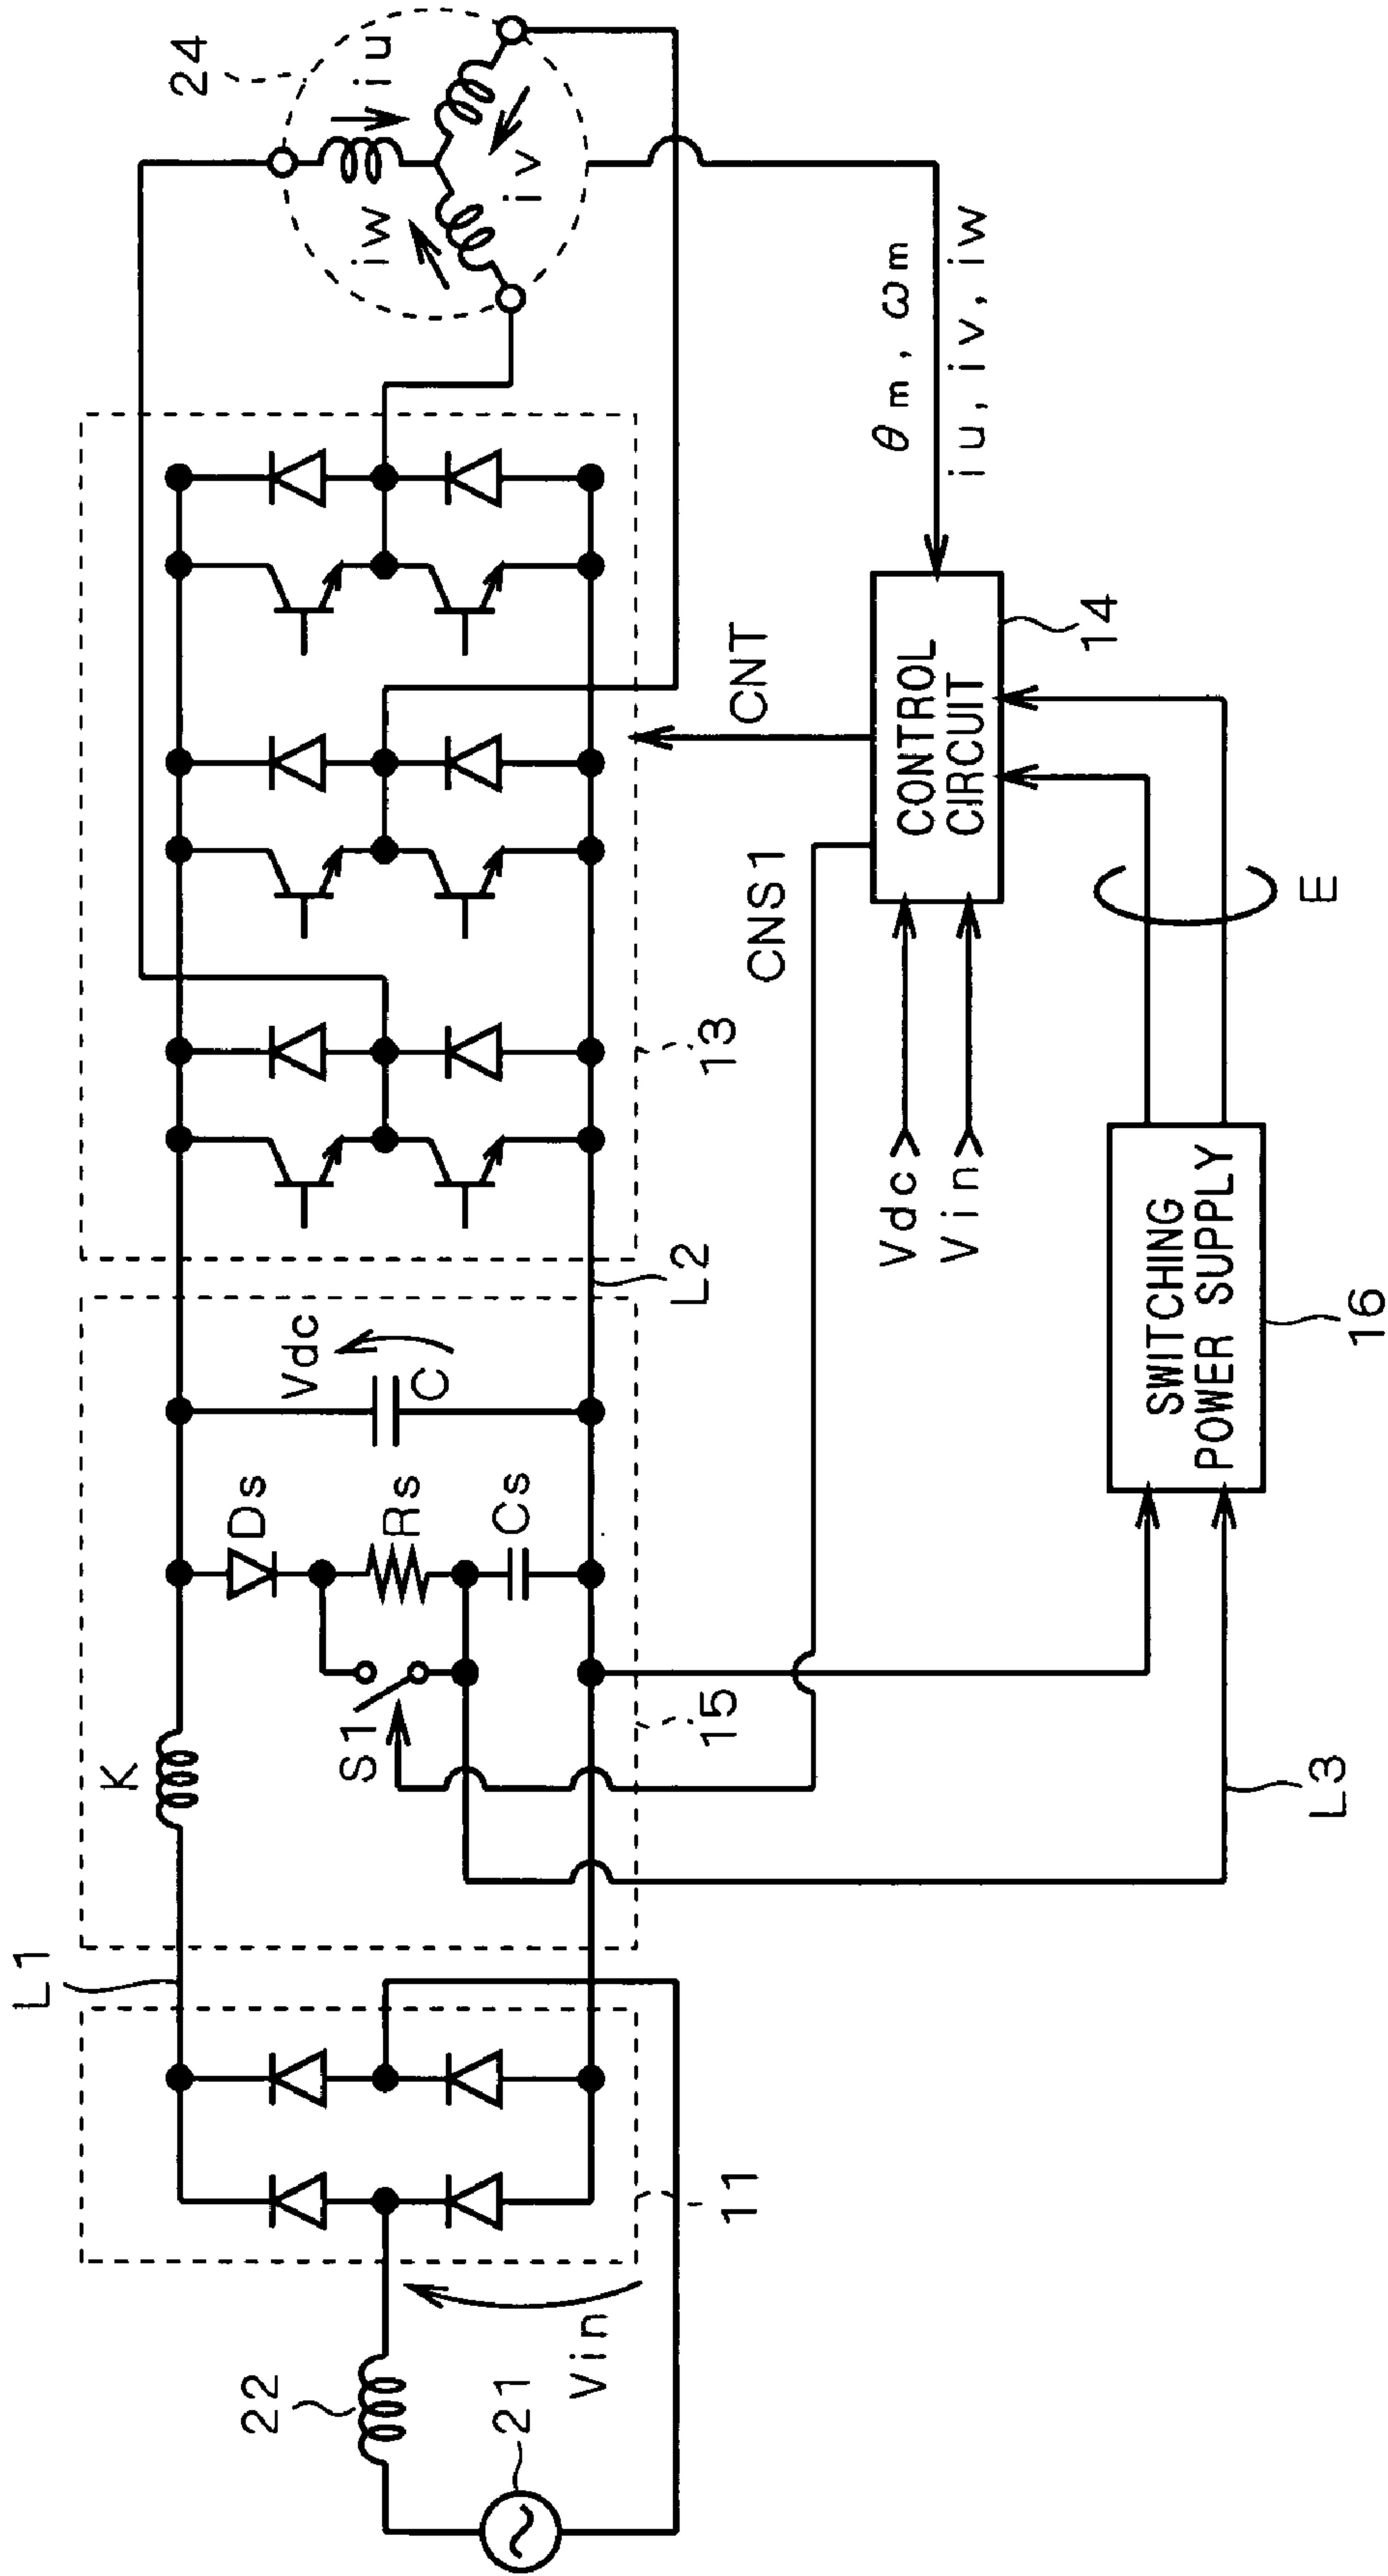 L1
K
22
21
Vin
11
S1
Ds
Rs
Cs
Vdc
C
15
L2
13
24
iu
iw
iv
CNS1
CNT
θm, ωm
iu, iv, iw
Vdc
Vin
CONTROL
CIRCUIT
14
SWITCHING
POWER SUPPLY
16
E
L3